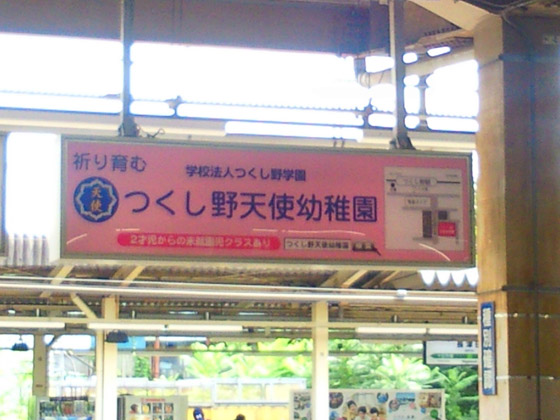 祈り育む
学校法人つくし野学園
天使
つくし野天使幼稚園
2才児からの未就園児クラスあり
つくし野天使幼稚園